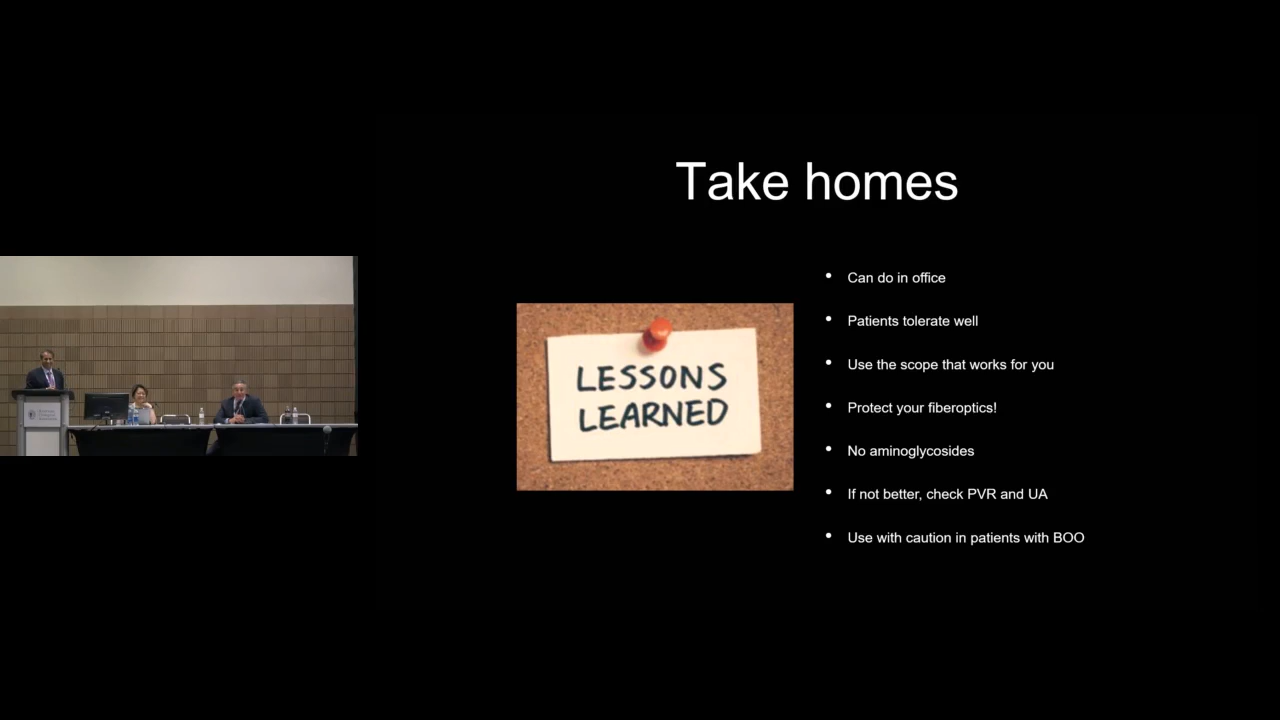 Take homes
LESSONS
LEARNED
• Can do in office
• Patients tolerate well
• Use the scope that works for you
• Protect your fiberoptics!
• No aminoglycosides
• If not better, check PVR and UA
• Use with caution in patients with BOO